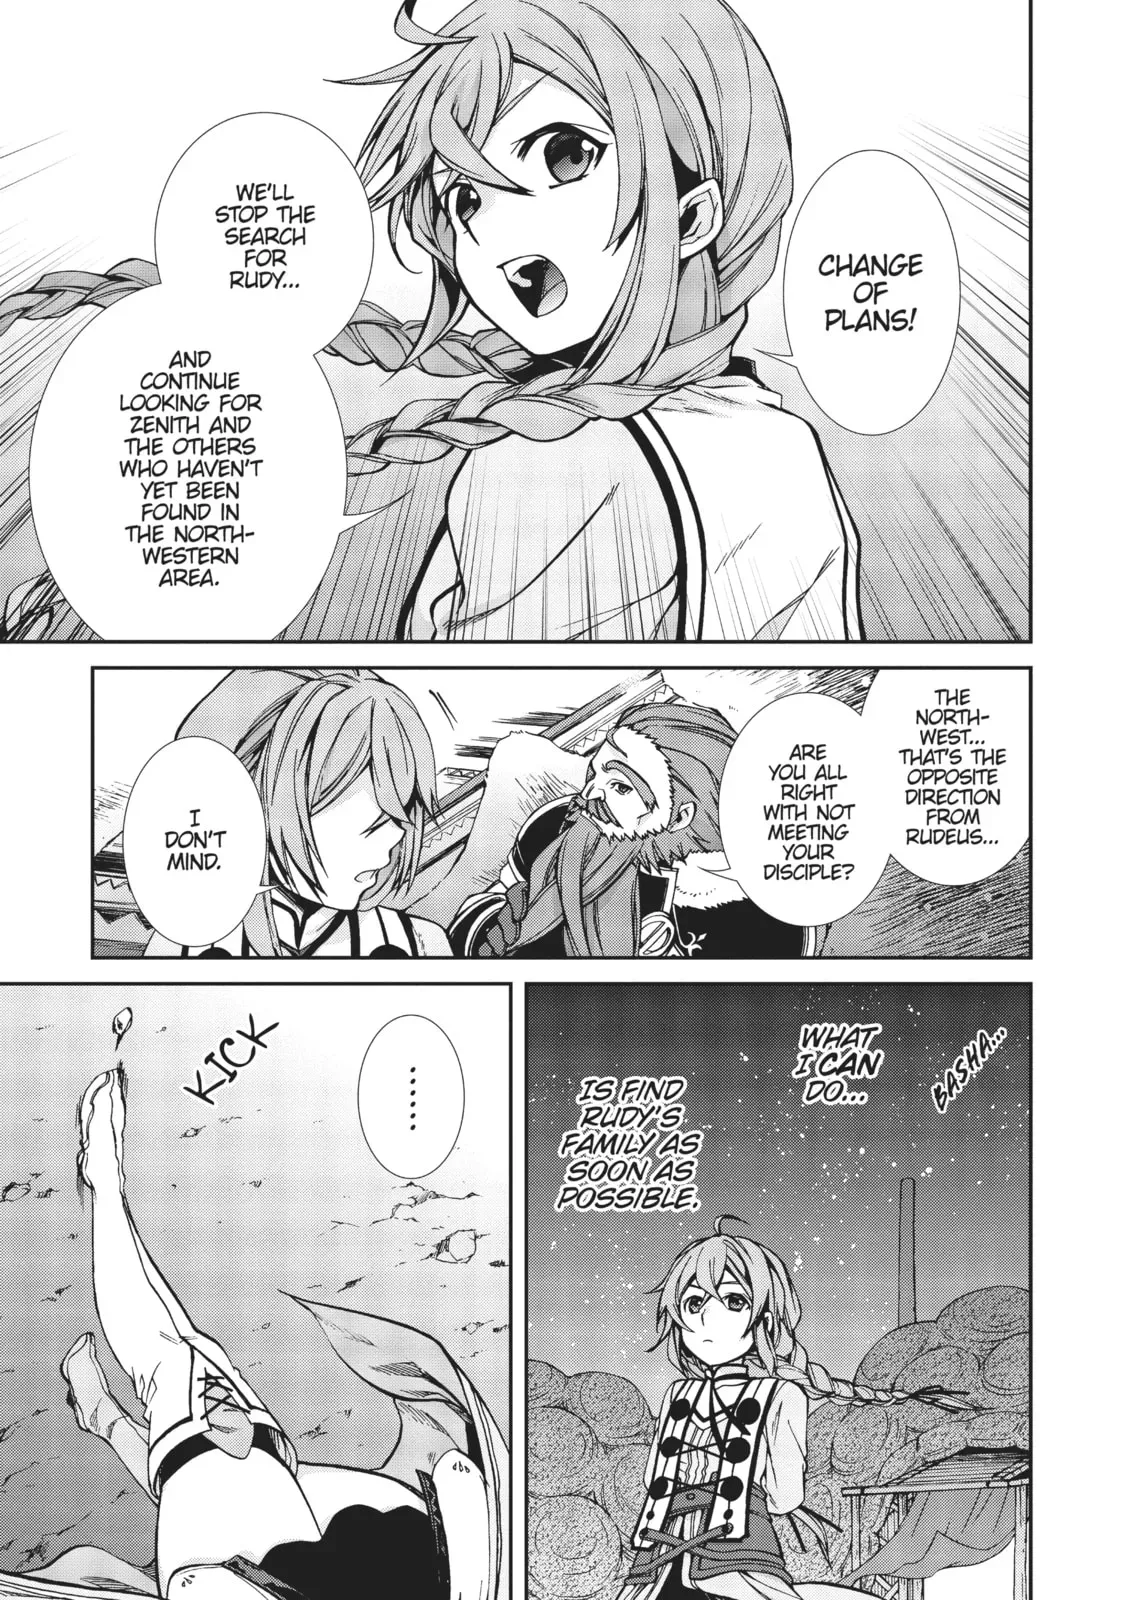 CHANGE
OF
PLANS!
WE'LL
STOP THE
SEARCH
FOR
RUDY...
AND
CONTINUE
LOOKING FOR
ZENITH AND
THE OTHERS
WHO HAVEN'T
YET BEEN
FOUND IN
THE NORTH-
WESTERN
AREA.
THE
NORTH-
WEST...
THAT'S THE
OPPOSITE
DIRECTION
FROM
RUDEUS...
ARE
YOU ALL
RIGHT
WITH NOT
MEETING
YOUR
DISCIPLE?
I
DON'T
MIND.
BASHA...
WHAT
I CAN
DO...
IS FIND
RUDY'S
FAMILY AS
SOON AS
POSSIBLE.
......
KICK